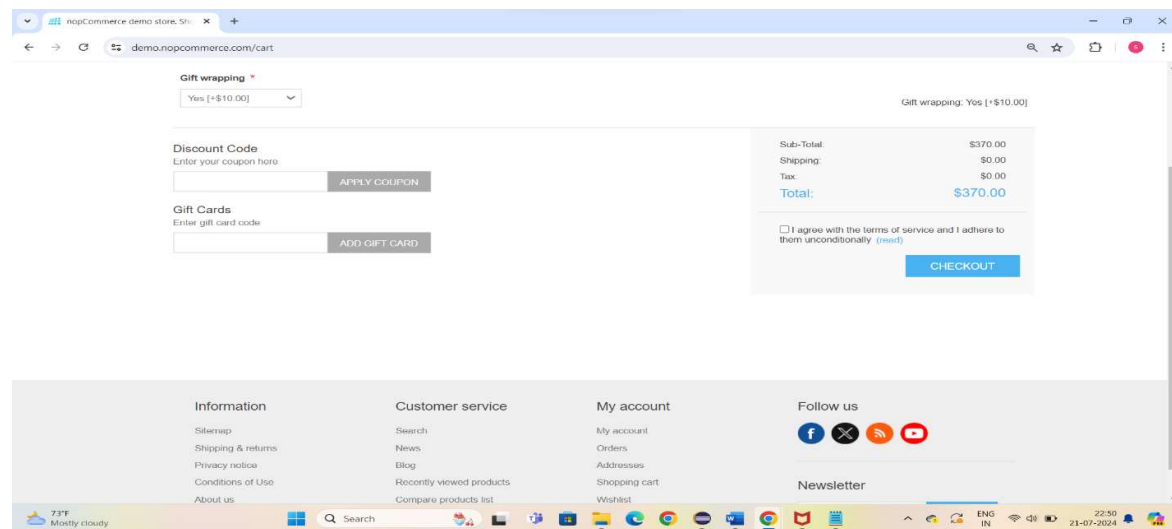 nopCommerce demo store. Sh
demo.nopcommerce.com/cart
Gift wrapping *
Yes [+$10.00]
Gift wrapping: Yes [+$10.00]
Discount Code
Enter your coupon here
APPLY COUPON
Gift Cards
Enter gift card code
ADD GIFT CARD
Sub-Total: $370.00
Shipping: $0.00
Tax: $0.00
Total: $370.00
I agree with the terms of service and I adhere to
them unconditionally (read)
CHECKOUT
Information
Sitemap
Shipping & returns
Privacy notice
Conditions of Use
About us
Customer service
Search
News
Blog
Recently viewed products
Compare products list
My account
My account
Orders
Addresses
Shopping cart
Wishlist
Follow us
Newsletter
73°F
Mostly cloudy
Search
ENG
IN
22:50
21-07-2024